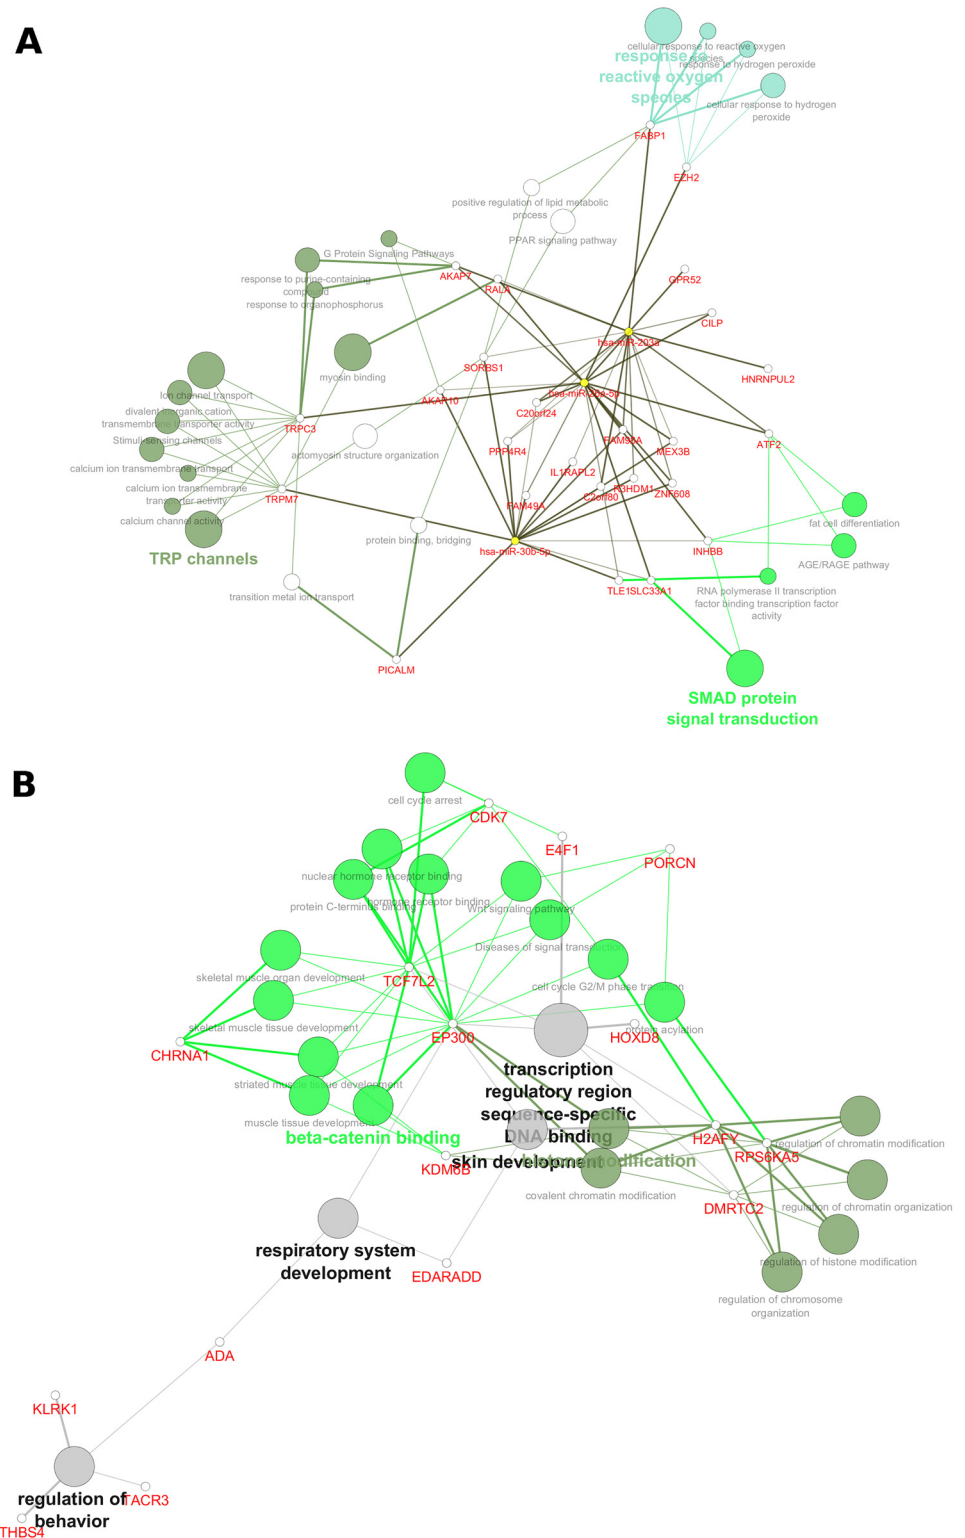 A
cellular response to reactive oxygen
species
response to
reactive oxygen
species
response to hydrogen peroxide
cellular response to hydrogen
peroxide
FABP1
EZH2
positive regulation of lipid metabolic
process
PPAR signaling pathway
G Protein Signaling Pathways
response to purine-containing
compound
response to organophosphorus
AKAP7
RALA
GPR52
CILP
hsa-miR-203a
myosin binding
SORBS1
HNRNPUL2
Ion channel transport
hsa-miR-26a-5p
AKAP10
divalent inorganic cation
transmembrane transporter activity
C20orf24
TRPC3
Stimuli-sensing channels
FAM98A
ATF2
PPP4R4
MEX3B
actomyosin structure organization
calcium ion transmembrane transport
IL1RAPL2
calcium ion transmembrane
transporter activity
TRPM7
C2orf80
R3HDM1
ZNF608
FAM49A
calcium channel activity
fat cell differentiation
protein binding, bridging
hsa-miR-30b-5p
INHBB
TRP channels
AGE/RAGE pathway
transition metal ion transport
TLE1
SLC33A1
RNA polymerase II transcription
factor binding transcription factor
activity
PICALM
SMAD protein
signal transduction
B
cell cycle arrest
CDK7
E4F1
PORCN
nuclear hormone receptor binding
hormone receptor binding
protein C-terminus binding
Wnt signaling pathway
Diseases of signal transduction
skeletal muscle organ development
TCF7L2
cell cycle G2/M phase transition
skeletal muscle tissue development
protein acylation
EP300
HOXD8
CHRNA1
transcription
regulatory region
sequence-specific
DNA binding
striated muscle tissue development
muscle tissue development
beta-catenin binding
H2AFY
regulation of chromatin modification
RPS6KA5
KDM6B
skin development
histone modification
covalent chromatin modification
DMRTC2
regulation of chromatin organization
respiratory system
development
EDARADD
regulation of histone modification
regulation of chromosome
organization
ADA
KLRK1
regulation of
behavior
TACR3
THBS4